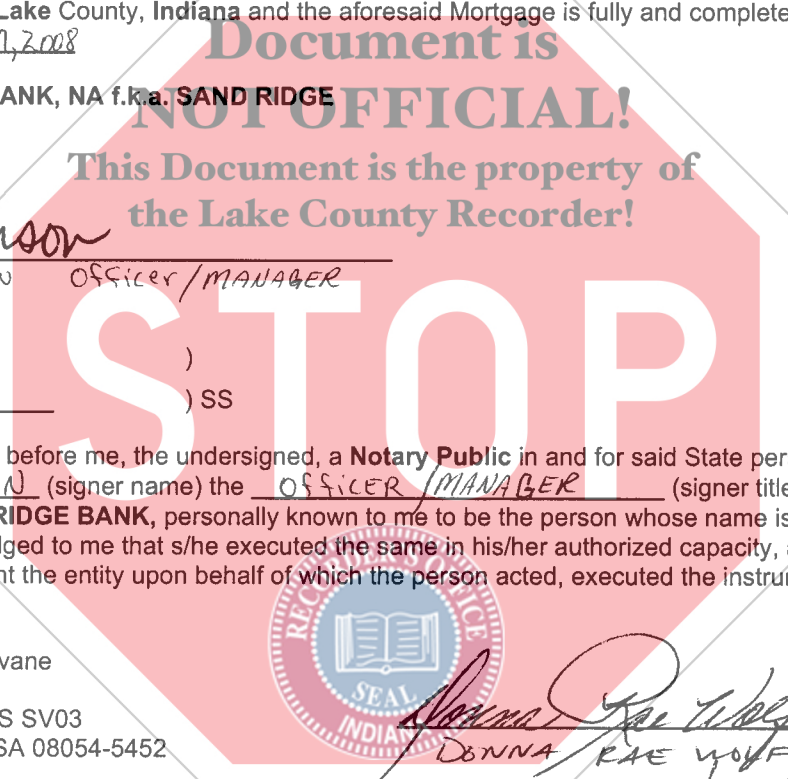 Lake County, Indiana and the aforesaid Mortgage is fully and complete
, 2008
Document is
ANK, NA f.k.a. SAND RIDGE
NOT OFFICIAL!
This Document is the property of
the Lake County Recorder!
Officer/MANAGER
STOP
)
) SS
before me, the undersigned, a Notary Public in and for said State per
N (signer name) the OFFICER/MANAGER (signer title
RIDGE BANK, personally known to me to be the person whose name is
dged to me that s/he executed the same in his/her authorized capacity, a
nt the entity upon behalf of which the person acted, executed the instru
RECORDER'S OFFICE
SEAL
INDIANA
vane
S SV03
SA 08054-5452
Donna Rae Wolf
DONNA RAE WOLF